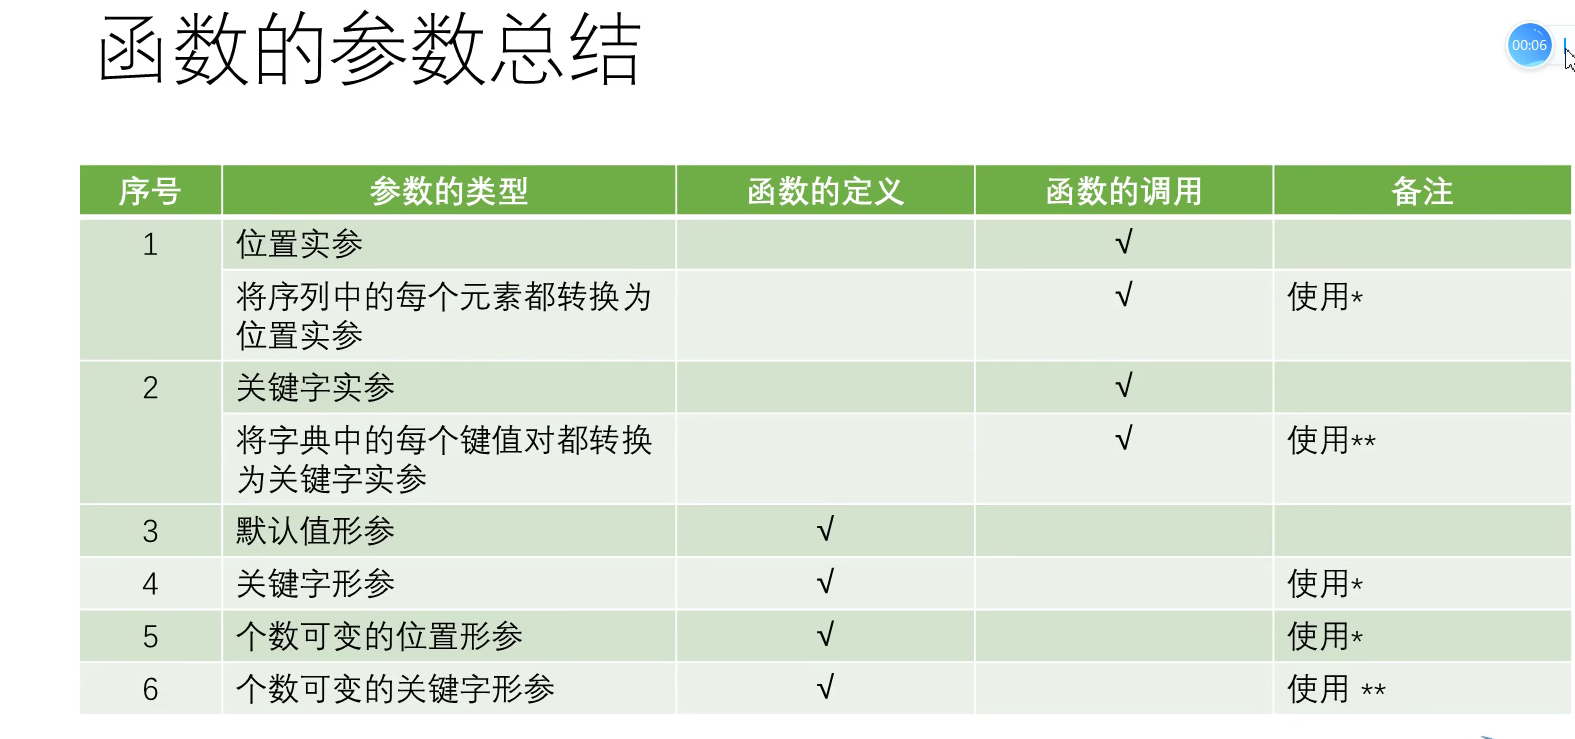 函数的参数总结
00:06
序号 参数的类型 函数的定义 函数的调用 备注
1 位置实参 √
将序列中的每个元素都转换为 √ 使用*
位置实参
2 关键字实参 √
将字典中的每个键值对都转换 √ 使用**
为关键字实参
3 默认值形参 √
4 关键字形参 √ 使用*
5 个数可变的位置形参 √ 使用*
6 个数可变的关键字形参 √ 使用 **